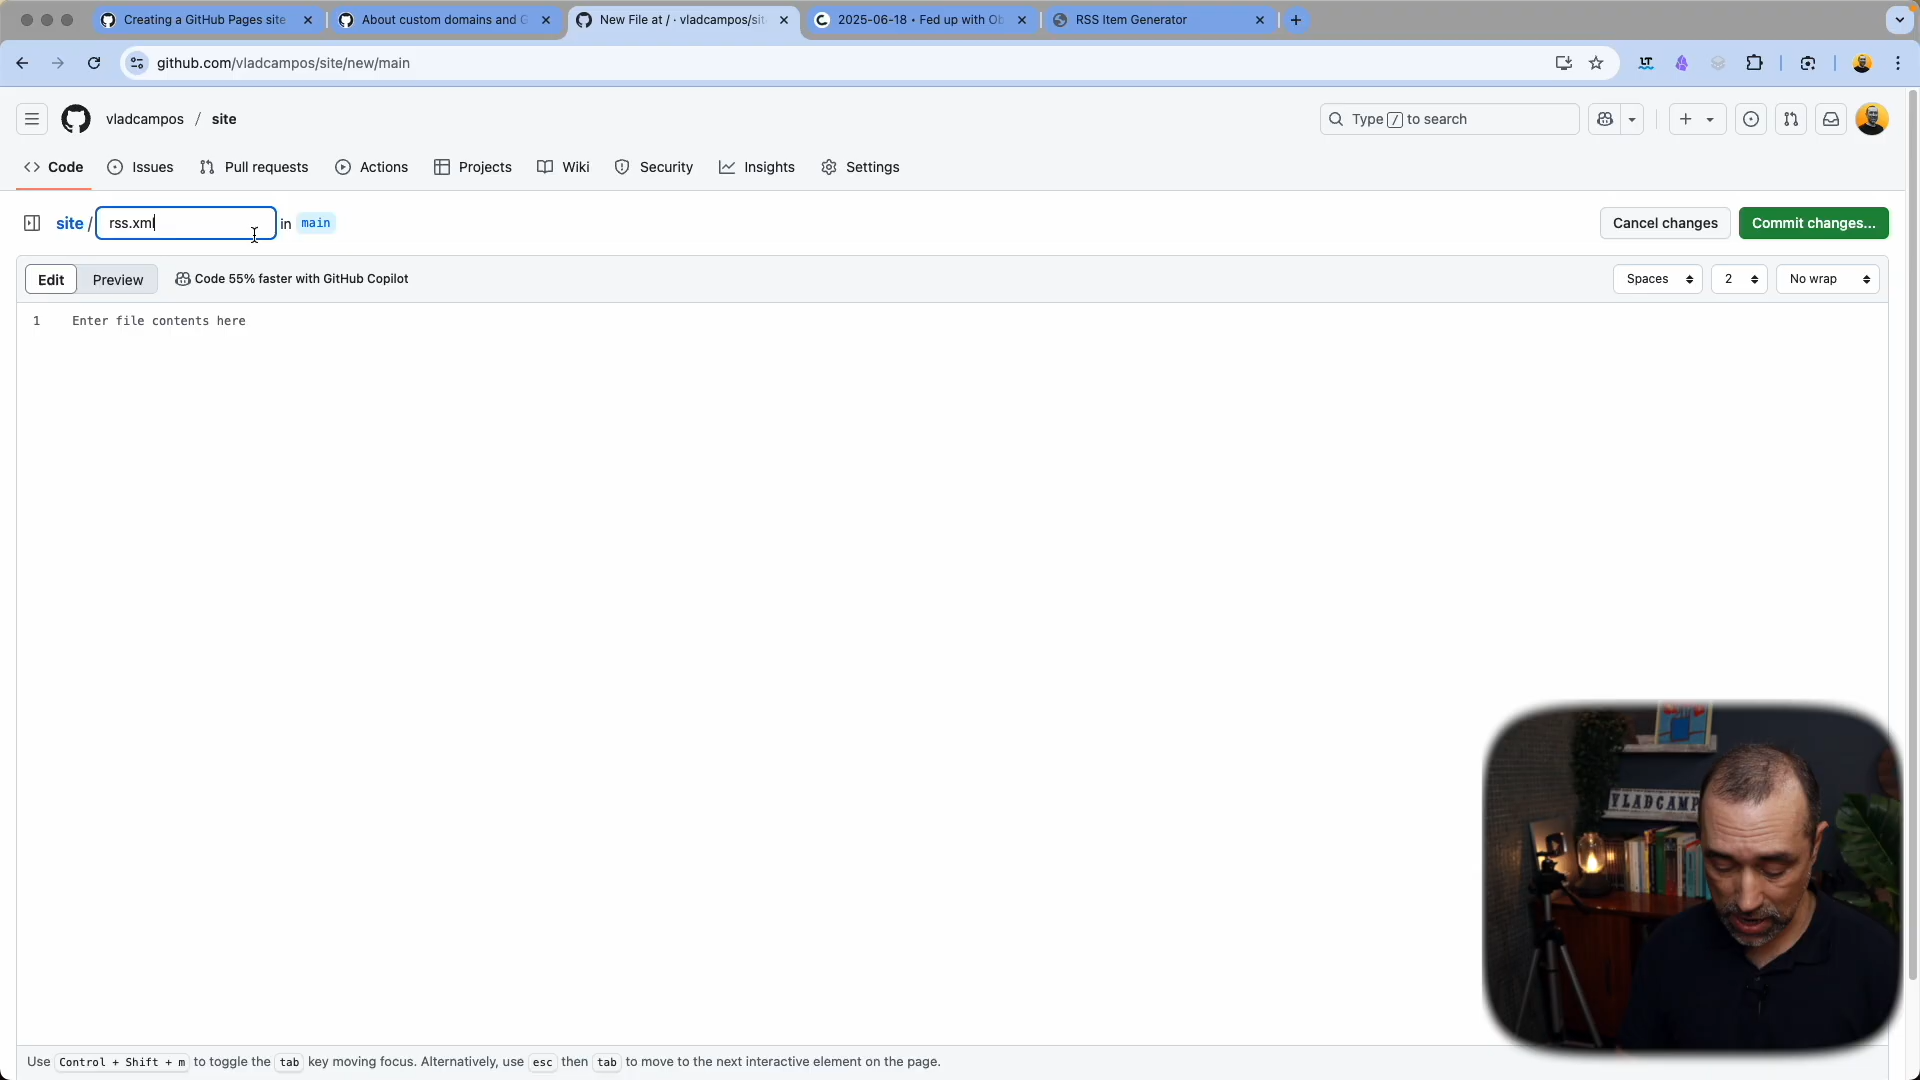 Creating a GitHub Pages site
About custom domains and G
New File at / · vladcampos/sit
2025-06-18 • Fed up with Ob
RSS Item Generator
github.com/vladcampos/site/new/main
LT
vladcampos / site
Type / to search
Code
Issues
Pull requests
Actions
Projects
Wiki
Security
Insights
Settings
site / rss.xml in main
Cancel changes
Commit changes...
Edit
Preview
Code 55% faster with GitHub Copilot
Spaces
2
No wrap
1 Enter file contents here
VLADCAMP
Use Control + Shift + m to toggle the tab key moving focus. Alternatively, use esc then tab to move to the next interactive element on the page.